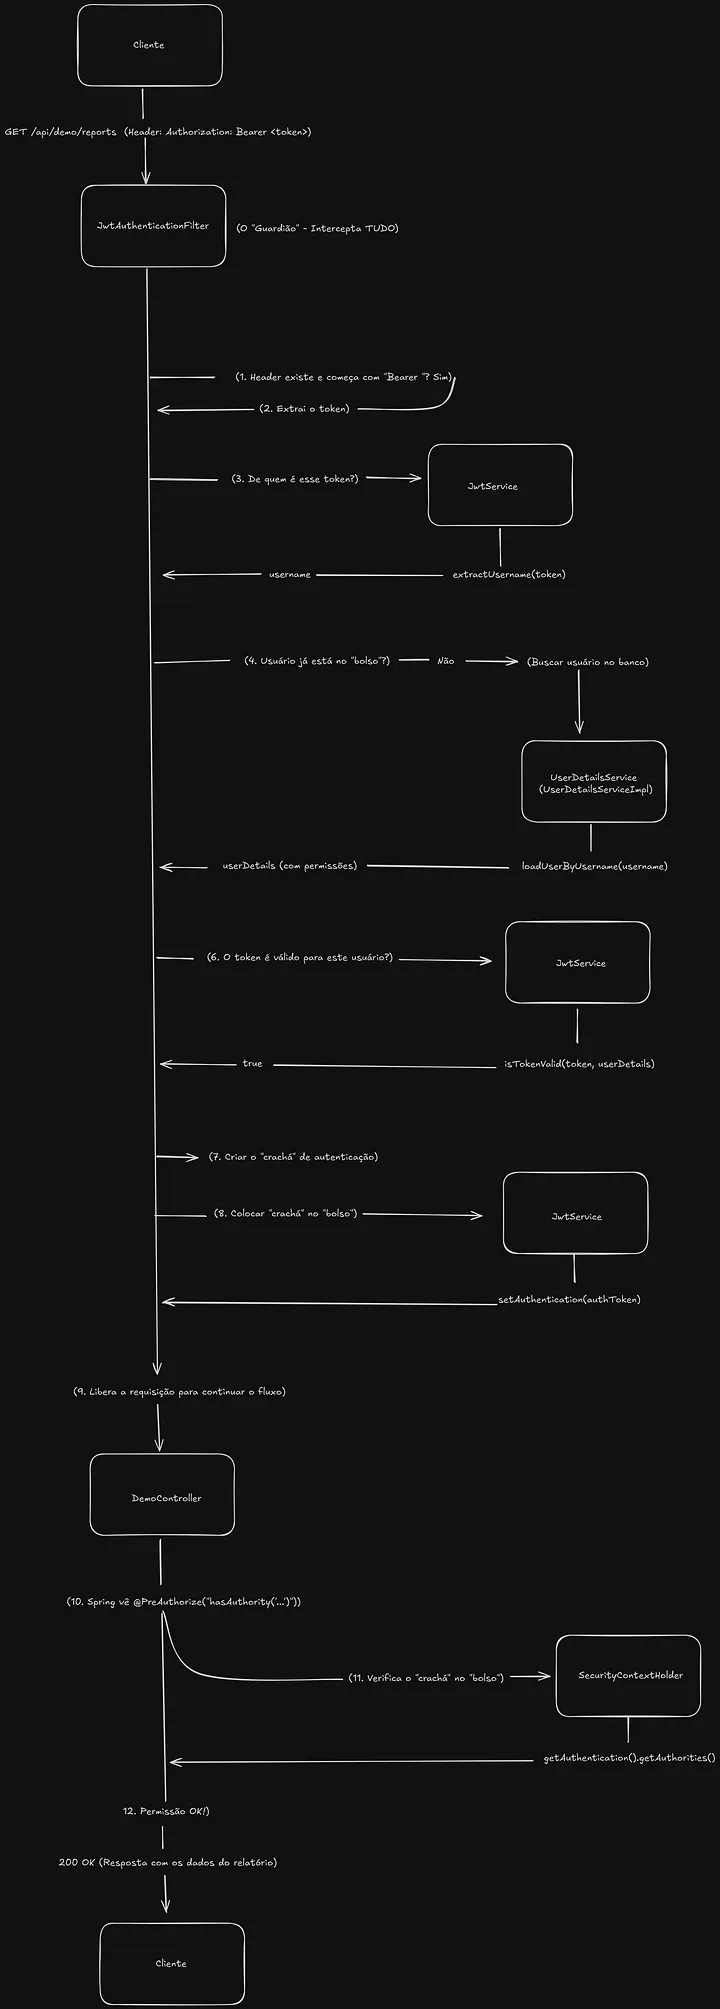 Cliente
GET /api/demo/reports (Header: Authorization: Bearer <token>)
JwtAuthenticationFilter
(O "Guardião" - Intercepta TUDO)
(1. Header existe e começa com "Bearer "? Sim)
(2. Extrai o token)
(3. De quem é esse token?)
JwtService
username
extractUsername(token)
(4. Usuário já está no "bolso"?)
Não
(Buscar usuário no banco)
UserDetailsService
(UserDetailsServiceImpl)
userDetails (com permissões)
loadUserByUsername(username)
(6. O token é válido para este usuário?)
JwtService
true
isTokenValid(token, userDetails)
(7. Criar o "crachá" de autenticação)
(8. Colocar "crachá" no "bolso")
JwtService
setAuthentication(authToken)
(9. Libera a requisição para continuar o fluxo)
DemoController
(10. Spring vê @PreAuthorize("hasAuthority('...')"))
(11. Verifica o "crachá" no "bolso")
SecurityContextHolder
getAuthentication().getAuthorities()
12. Permissão OK!)
200 OK (Resposta com os dados do relatório)
Cliente